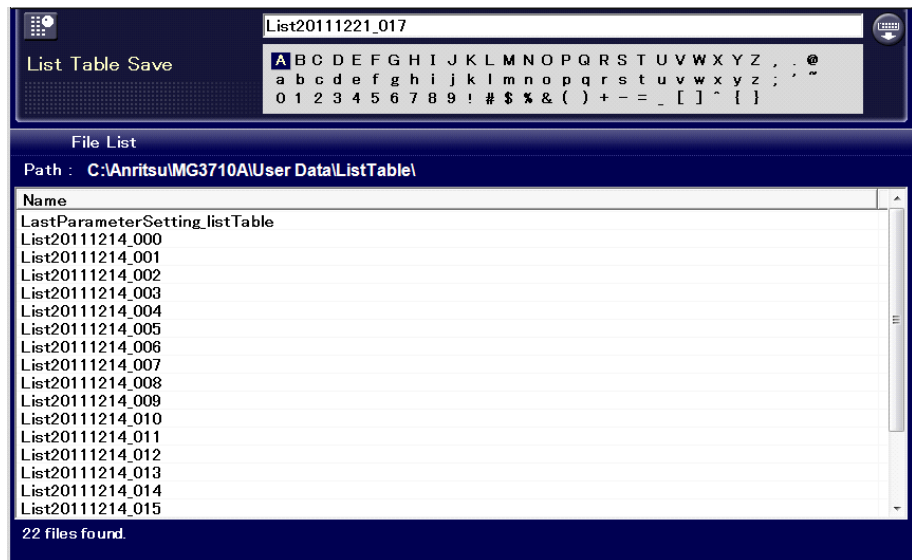 List20111221_017
List Table Save
A B C D E F G H I J K L M N O P Q R S T U V W X Y Z , . @
a b c d e f g h i j k l m n o p q r s t u v w x y z ; ´ ~
0 1 2 3 4 5 6 7 8 9 ! # $ % & ( ) + - = _ [ ] ^ { }
File List
Path : C:\Anritsu\MG3710A\User Data\ListTable\
Name
LastParameterSetting_listTable
List20111214_000
List20111214_001
List20111214_002
List20111214_003
List20111214_004
List20111214_005
List20111214_006
List20111214_007
List20111214_008
List20111214_009
List20111214_010
List20111214_011
List20111214_012
List20111214_013
List20111214_014
List20111214_015
22 files found.